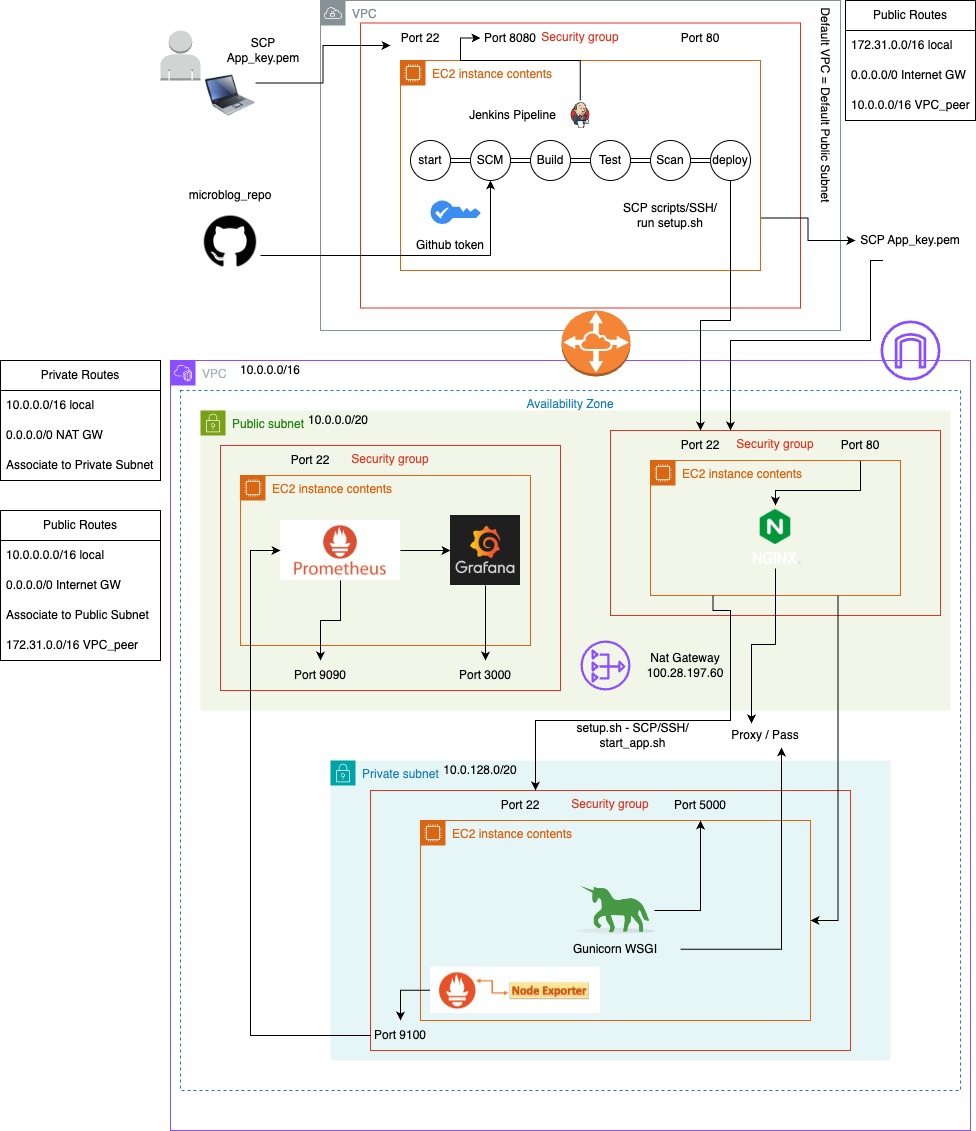 VPC
Port 22
Port 8080
Security group
Port 80
SCP
App_key.pem
EC2 instance contents
Jenkins Pipeline
start
SCM
Build
Test
Scan
deploy
Default VPC = Default Public Subnet
Public Routes
172.31.0.0/16 local
0.0.0.0/0 Internet GW
10.0.0.0/16 VPC_peer
microblog_repo
Github token
SCP scripts/SSH/
run setup.sh
SCP App_key.pem
Private Routes
10.0.0.0/16 local
0.0.0.0/0 NAT GW
Associate to Private Subnet
Public Routes
10.0.0.0.0/16 local
0.0.0.0/0 Internet GW
Associate to Public Subnet
172.31.0.0/16 VPC_peer
VPC
10.0.0.0/16
Availability Zone
Public subnet
10.0.0.0/20
Port 22
Security group
EC2 instance contents
Prometheus
Grafana
Port 9090
Port 3000
Port 22
Security group
Port 80
EC2 instance contents
N
NGINX
Nat Gateway
100.28.197.60
setup.sh - SCP/SSH/
start_app.sh
Proxy / Pass
Private subnet
10.0.128.0/20
Port 22
Security group
Port 5000
EC2 instance contents
Gunicorn WSGI
Node Exporter
Port 9100